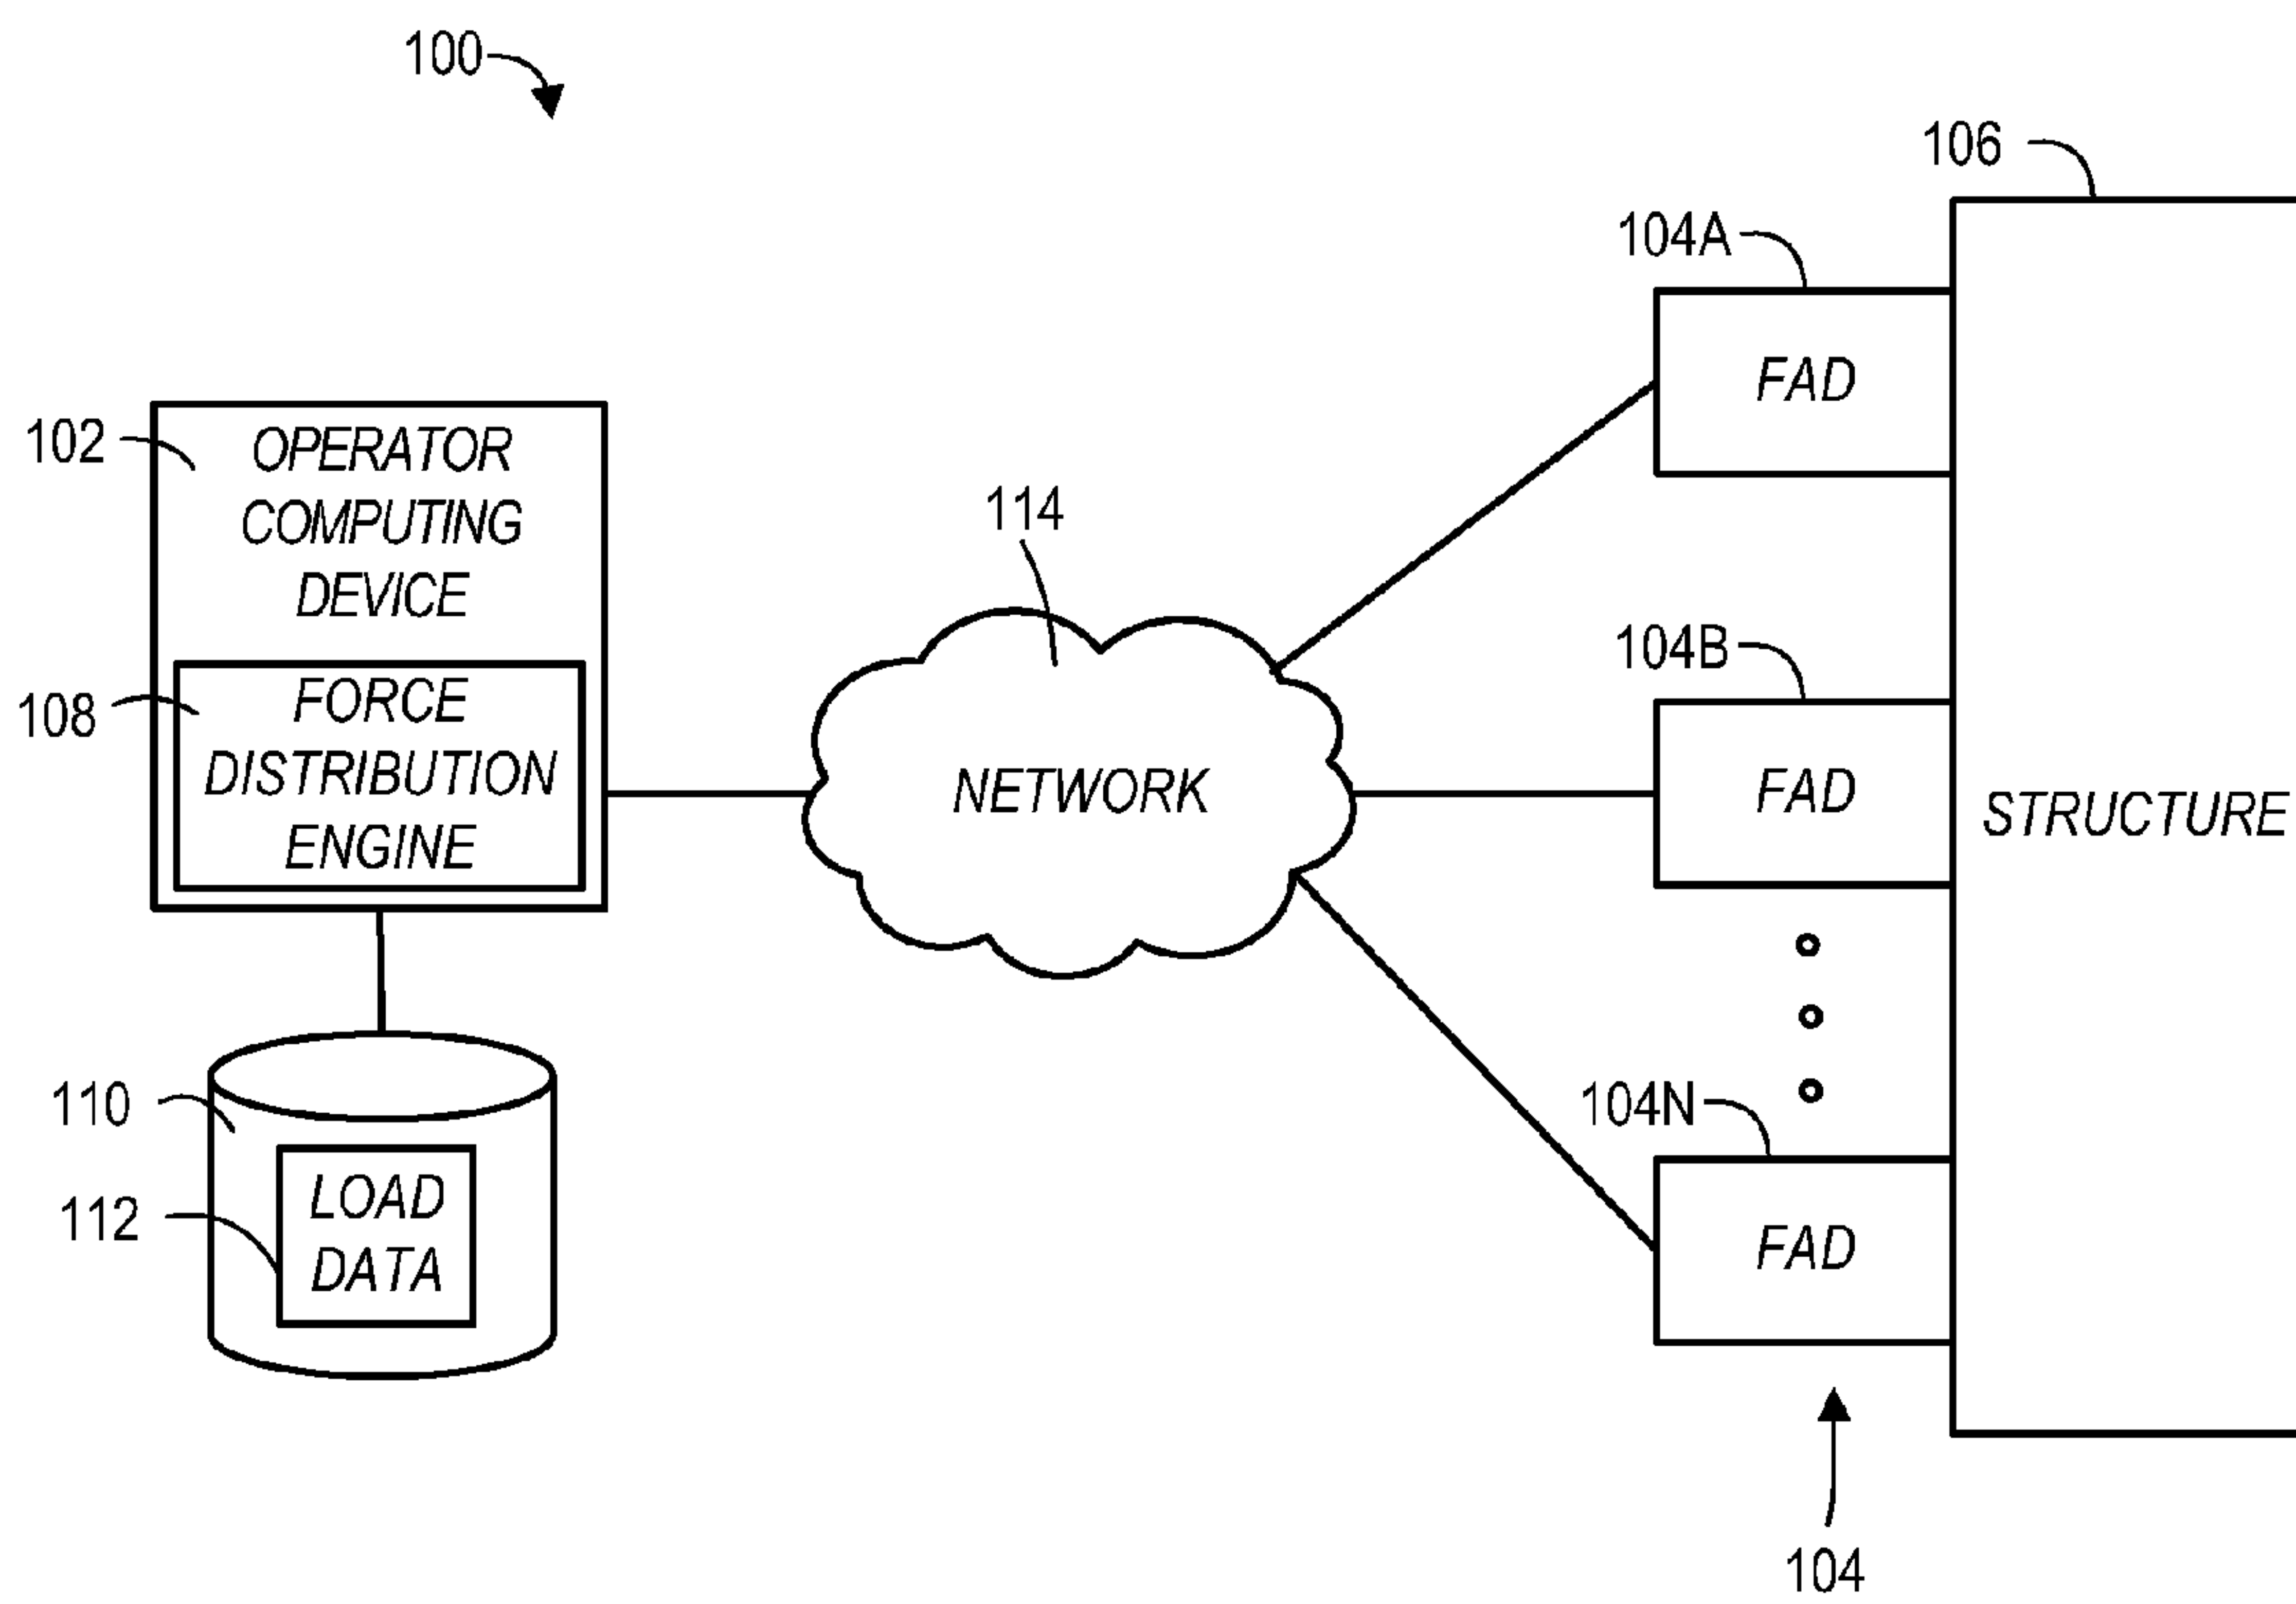 100
106
104A
FAD
102
OPERATOR
COMPUTING
DEVICE
114
104B
108
FORCE
DISTRIBUTION
ENGINE
NETWORK
FAD
STRUCTURE
110
104N
112
LOAD
DATA
FAD
104